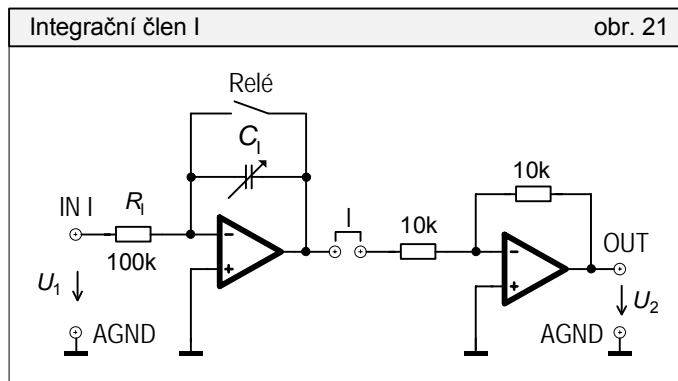 Integrační člen I
obr. 21
Relé
C_I
10k
IN I
R_I
I
10k
OUT
100k
U_1
U_2
AGND
AGND